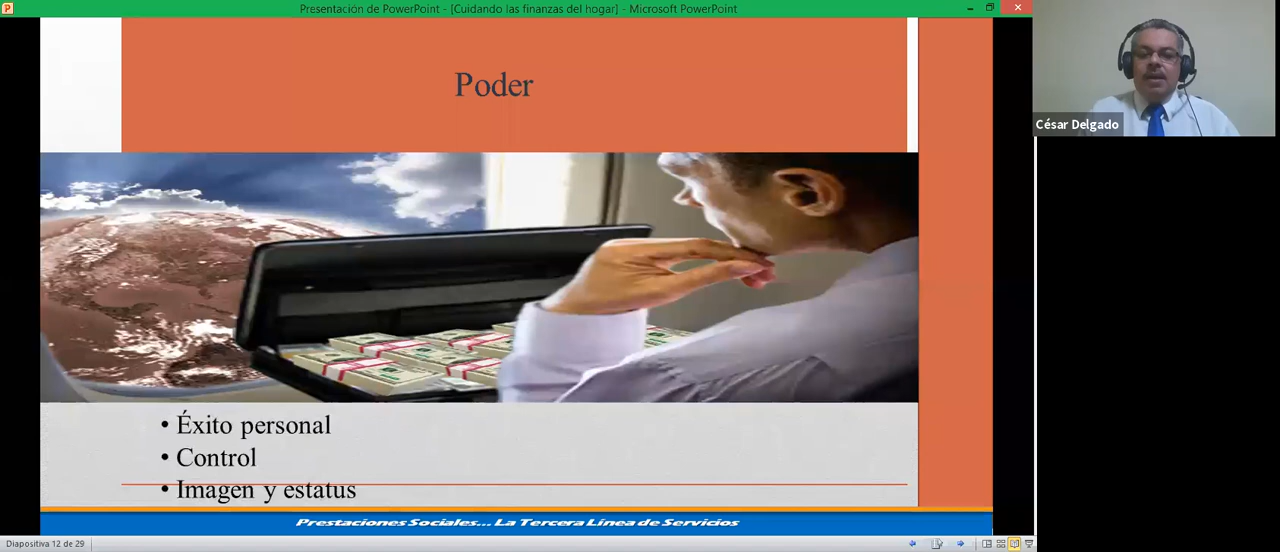 Presentación de PowerPoint - [Cuidando las finanzas del hogar] - Microsoft PowerPoint
Poder
César Delgado
• Éxito personal
• Control
• Imagen y estatus
Prestaciones Sociales... La Tercera Línea de Servicios
Diapositiva 12 de 29